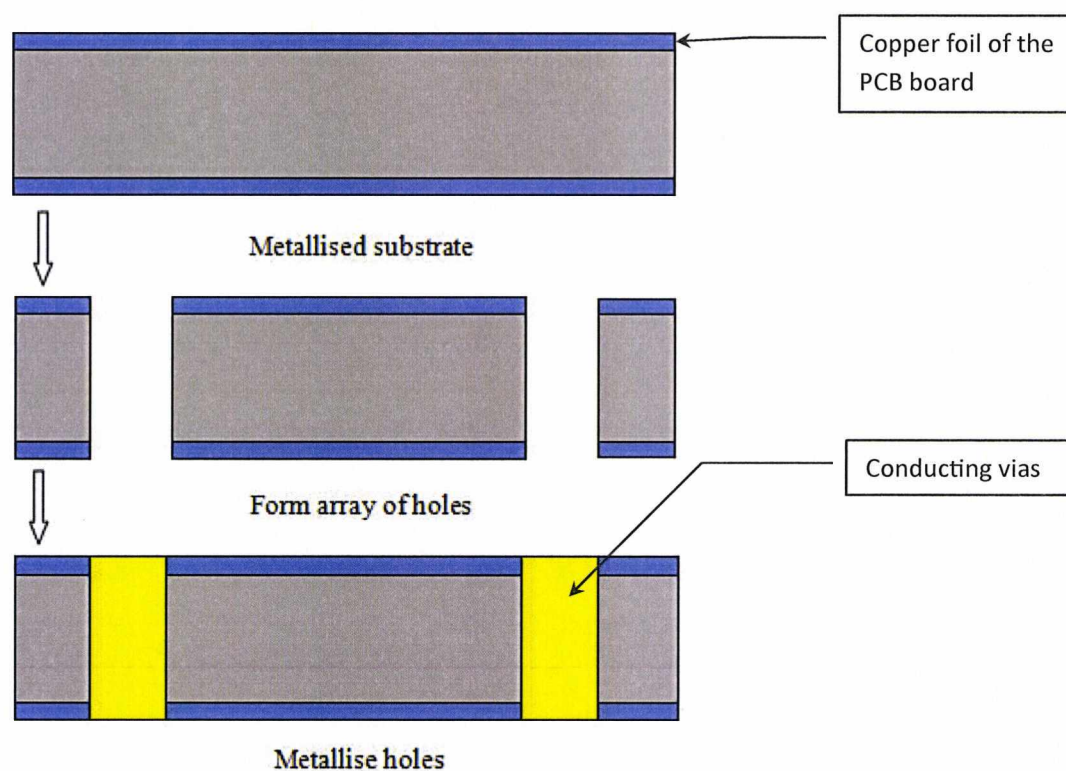 Copper foil of the
PCB board
Metallised substrate
Form array of holes
Conducting vias
Metallise holes